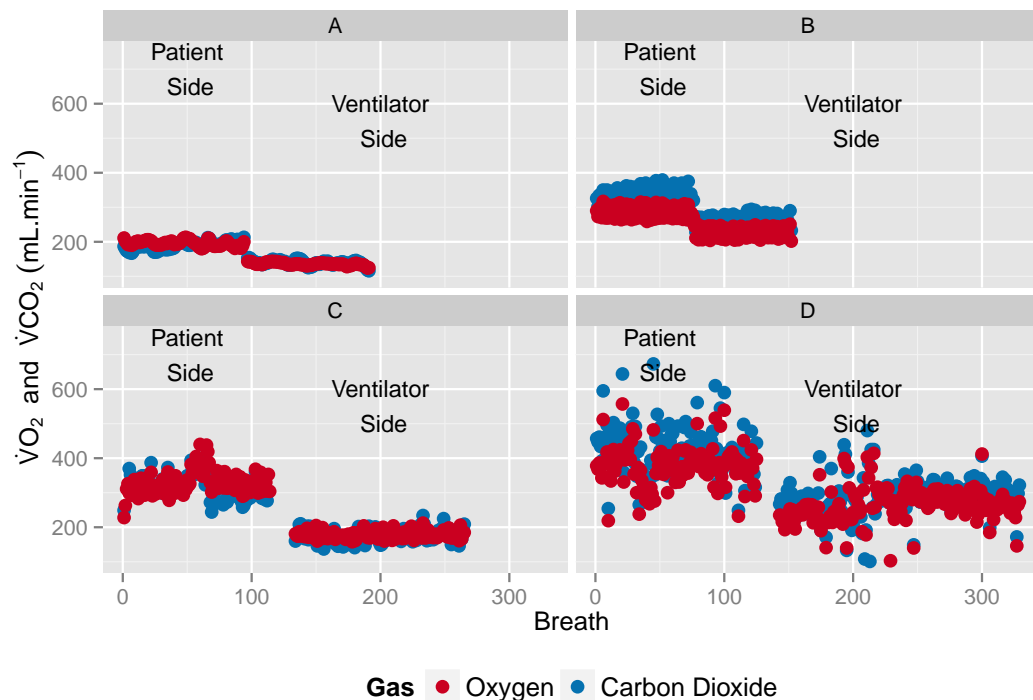 A
B
Patient
Side
Ventilator
Side
Patient
Side
Ventilator
Side
C
D
Patient
Side
Ventilator
Side
Patient
Side
Ventilator
Side
600
400
200
600
400
200
V̇O₂ and V̇CO₂ (mL.min⁻¹)
0 100 200 300
0 100 200 300
Breath
Gas Oxygen Carbon Dioxide